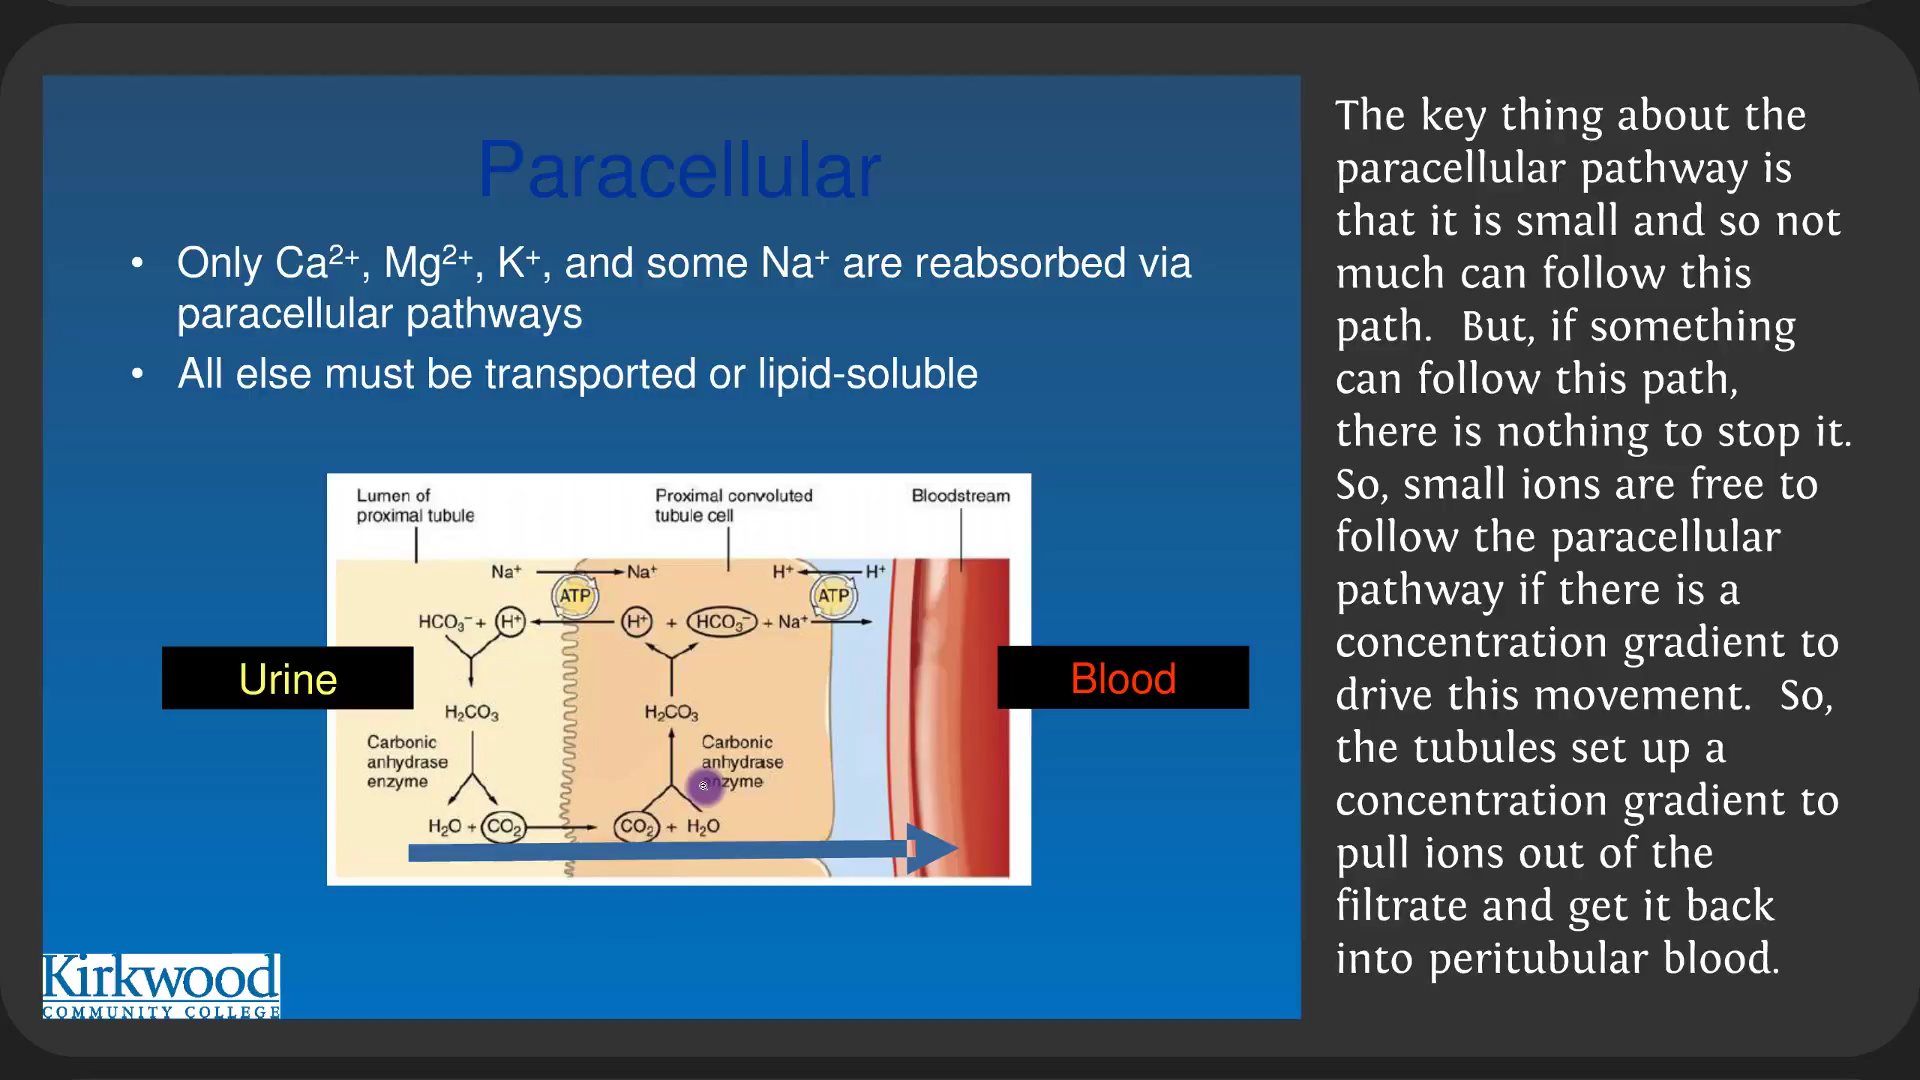 Paracellular
• Only Ca²⁺, Mg²⁺, K⁺, and some Na⁺ are reabsorbed via
paracellular pathways
• All else must be transported or lipid-soluble
Lumen of
proximal tubule
Proximal convoluted
tubule cell
Bloodstream
Na⁺ Na⁺ H⁺ H⁺
ATP ATP
HCO₃⁻ + H⁺ H⁺ + HCO₃⁻ + Na⁺
Urine
Blood
H₂CO₃ H₂CO₃
Carbonic
anhydrase
enzyme
Carbonic
anhydrase
enzyme
H₂O + CO₂ CO₂ + H₂O
Kirkwood
COMMUNITY COLLEGE
The key thing about the
paracellular pathway is
that it is small and so not
much can follow this
path. But, if something
can follow this path,
there is nothing to stop it.
So, small ions are free to
follow the paracellular
pathway if there is a
concentration gradient to
drive this movement. So,
the tubules set up a
concentration gradient to
pull ions out of the
filtrate and get it back
into peritubular blood.